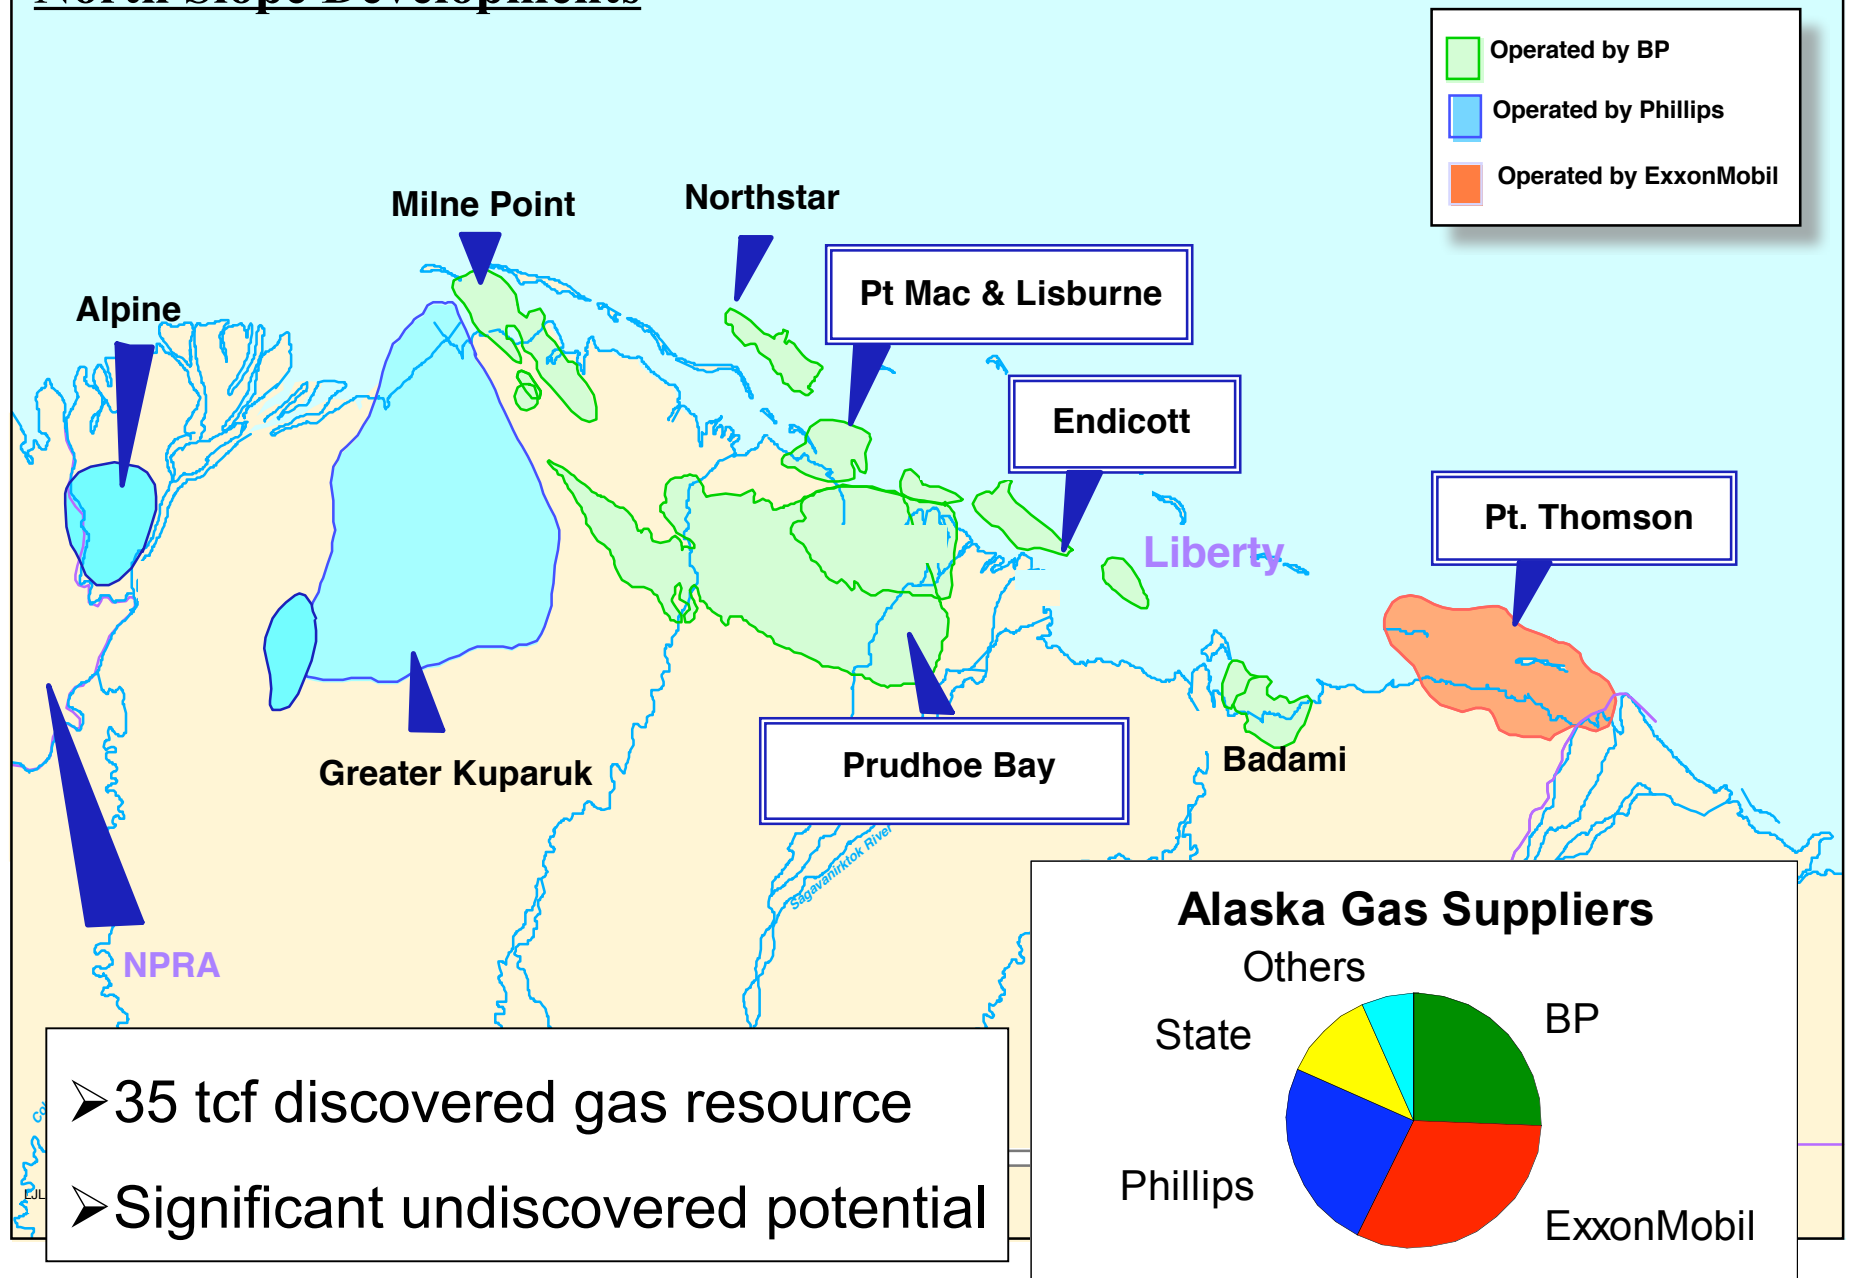 North Slope Developments
Operated by BP
Operated by Phillips
Operated by ExxonMobil
Milne Point
Northstar
Pt Mac & Lisburne
Alpine
Endicott
Pt. Thomson
Liberty
Greater Kuparuk
Prudhoe Bay
Badami
Sagavanirktok River
NPRA
Alaska Gas Suppliers
Others
BP
State
Phillips
ExxonMobil
➢35 tcf discovered gas resource
➢Significant undiscovered potential